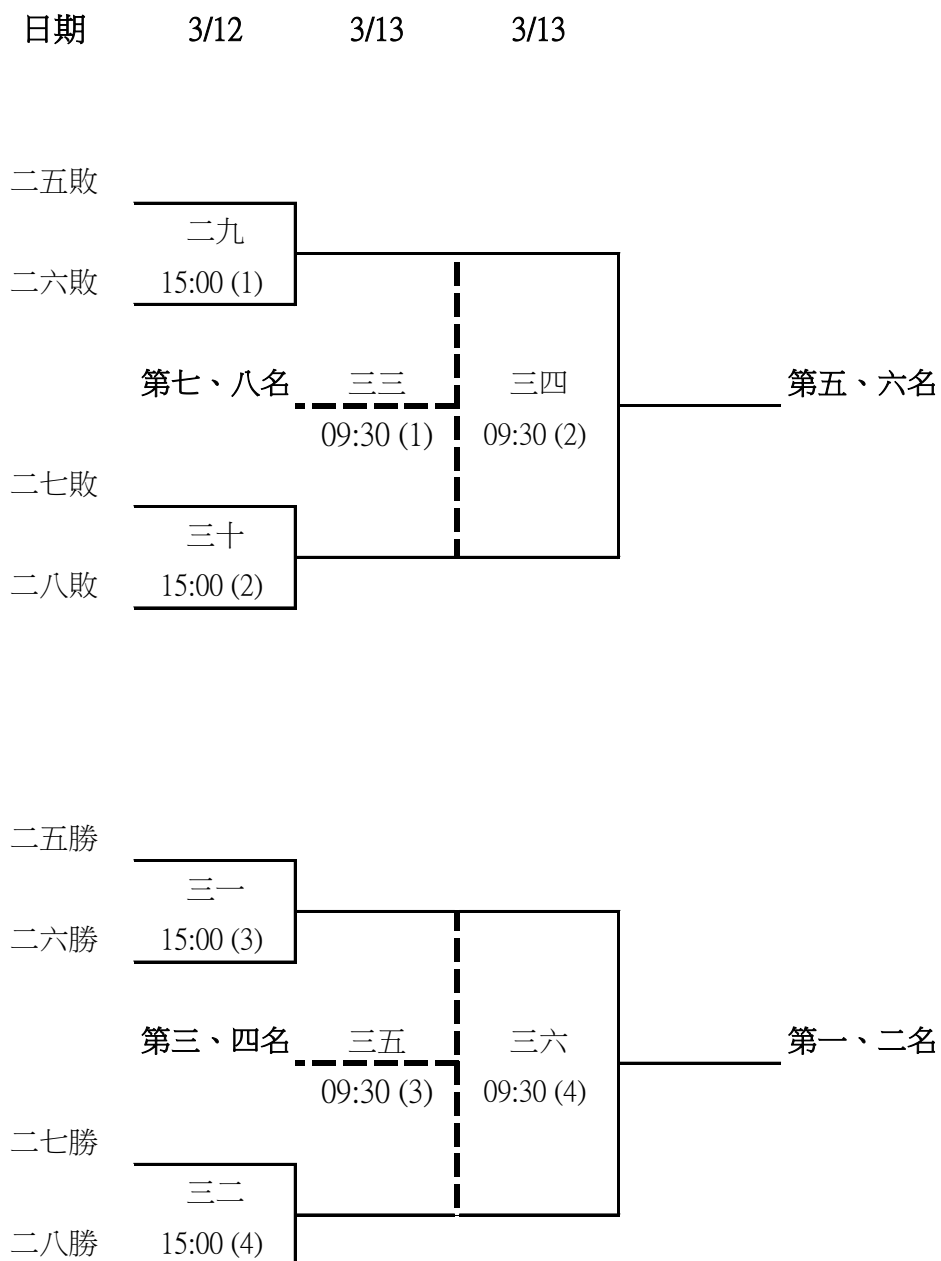 日期 3/12 3/13 3/13
二五敗
二九
二六敗 15:00 (1)
第七、八名 三三 三四 第五、六名
09:30 (1) 09:30 (2)
二七敗
三十
二八敗 15:00 (2)
二五勝
三一
二六勝 15:00 (3)
第三、四名 三五 三六 第一、二名
09:30 (3) 09:30 (4)
二七勝
三二
二八勝 15:00 (4)